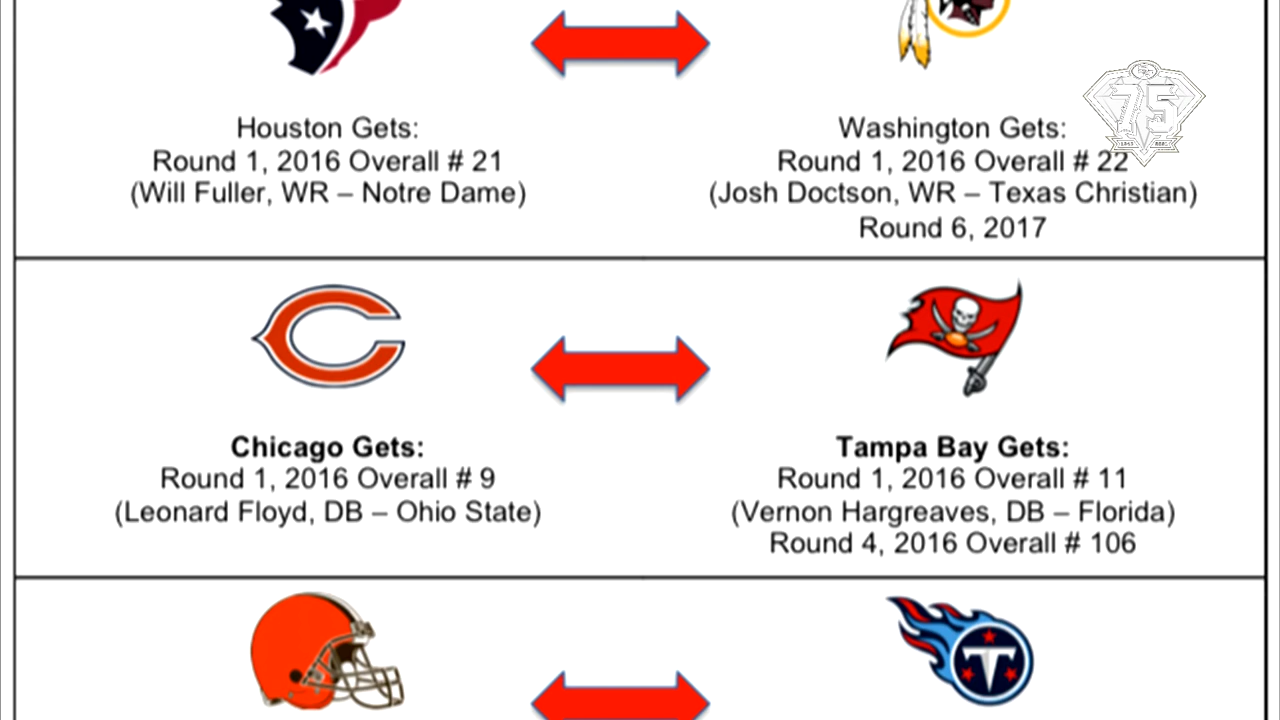 Houston Gets:
Round 1, 2016 Overall # 21
(Will Fuller, WR – Notre Dame)
Washington Gets:
Round 1, 2016 Overall # 22
(Josh Doctson, WR – Texas Christian)
Round 6, 2017
75
Chicago Gets:
Round 1, 2016 Overall # 9
(Leonard Floyd, DB – Ohio State)
Tampa Bay Gets:
Round 1, 2016 Overall # 11
(Vernon Hargreaves, DB – Florida)
Round 4, 2016 Overall # 106
T